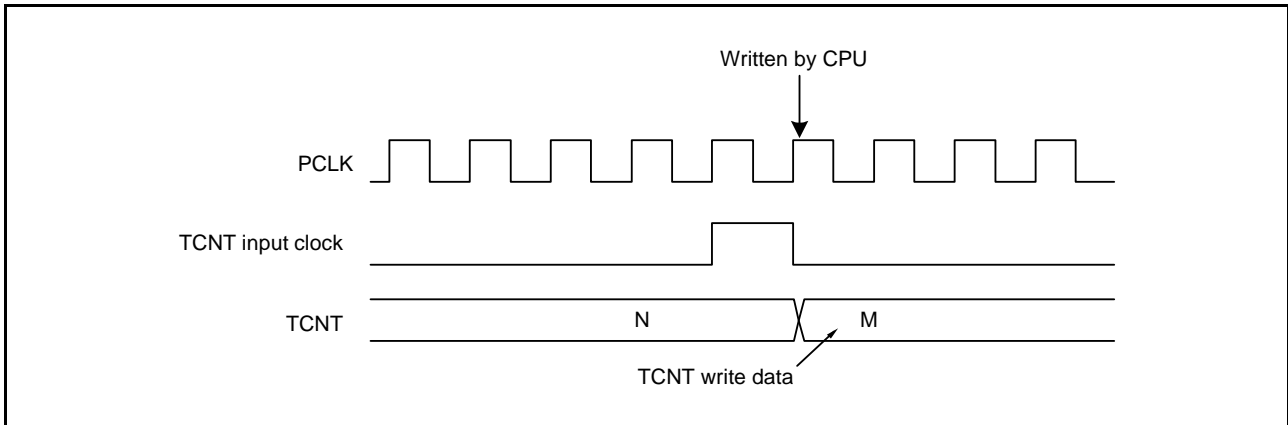 Written by CPU
PCLK
TCNT input clock
TCNT
N
M
TCNT write data